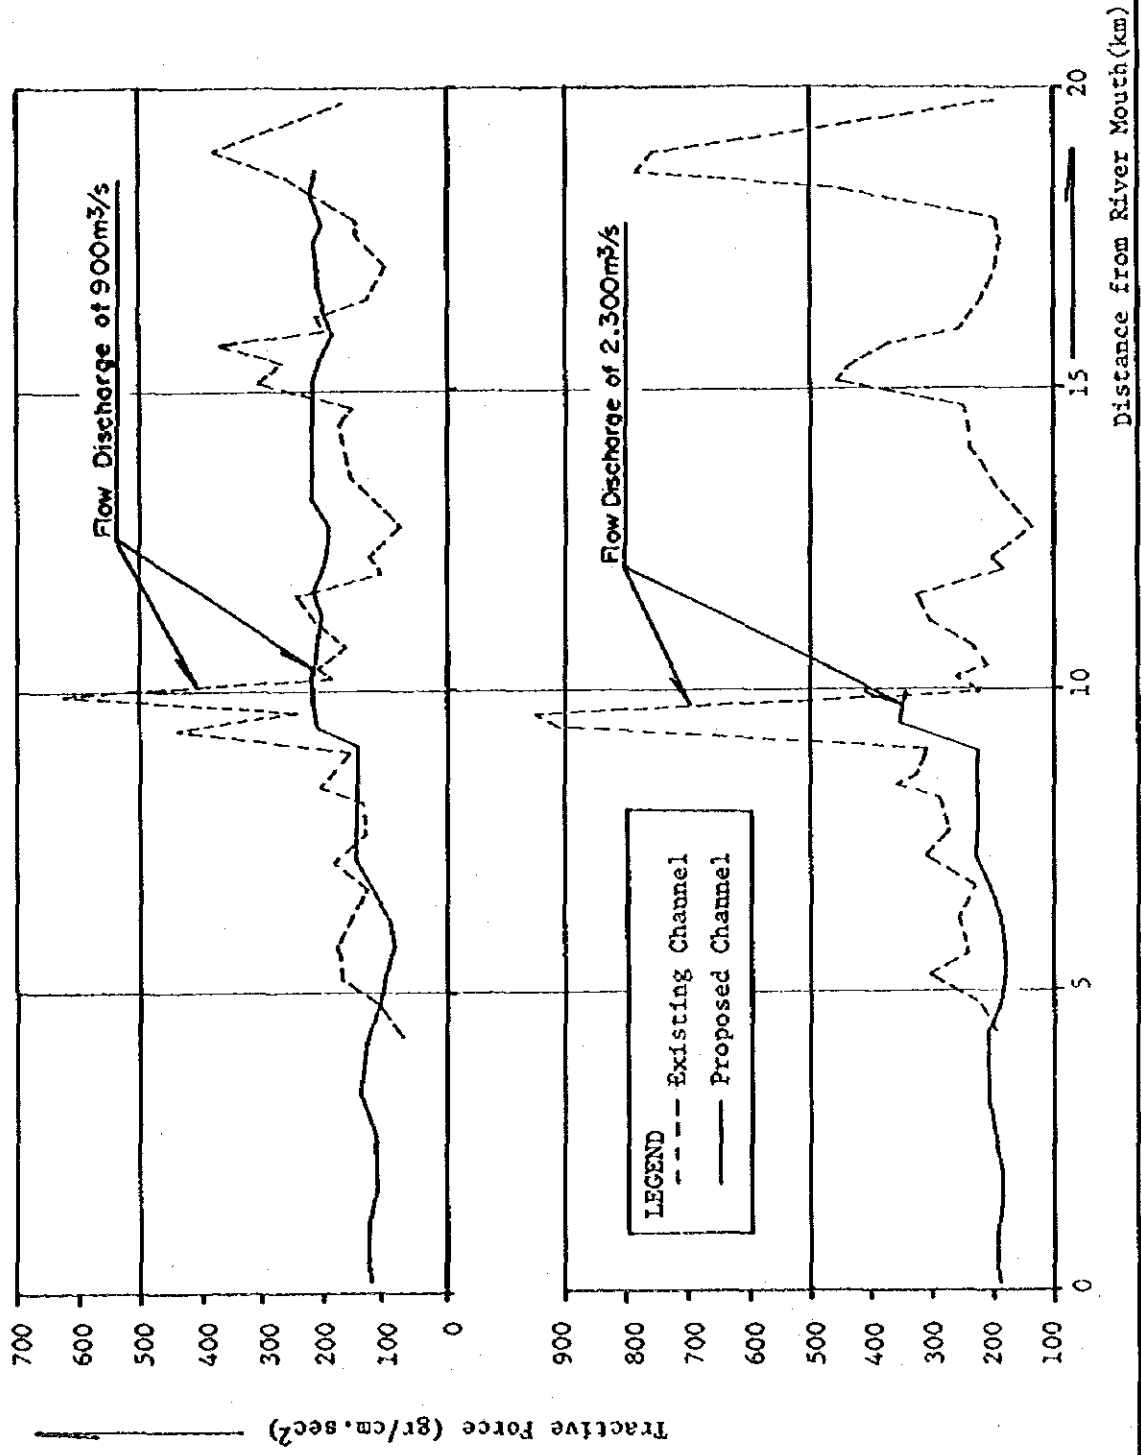 Tractive Force (gr/cm.sec²)
700
500
400
300
200
100
0
Flow Discharge of 900m³/s
900
800
700
500
400
300
200
100
Flow Discharge of 2.300m³/s
LEGEND
Existing Channel
Proposed Channel
0
5
10
15
20
Distance from River Mouth(km)